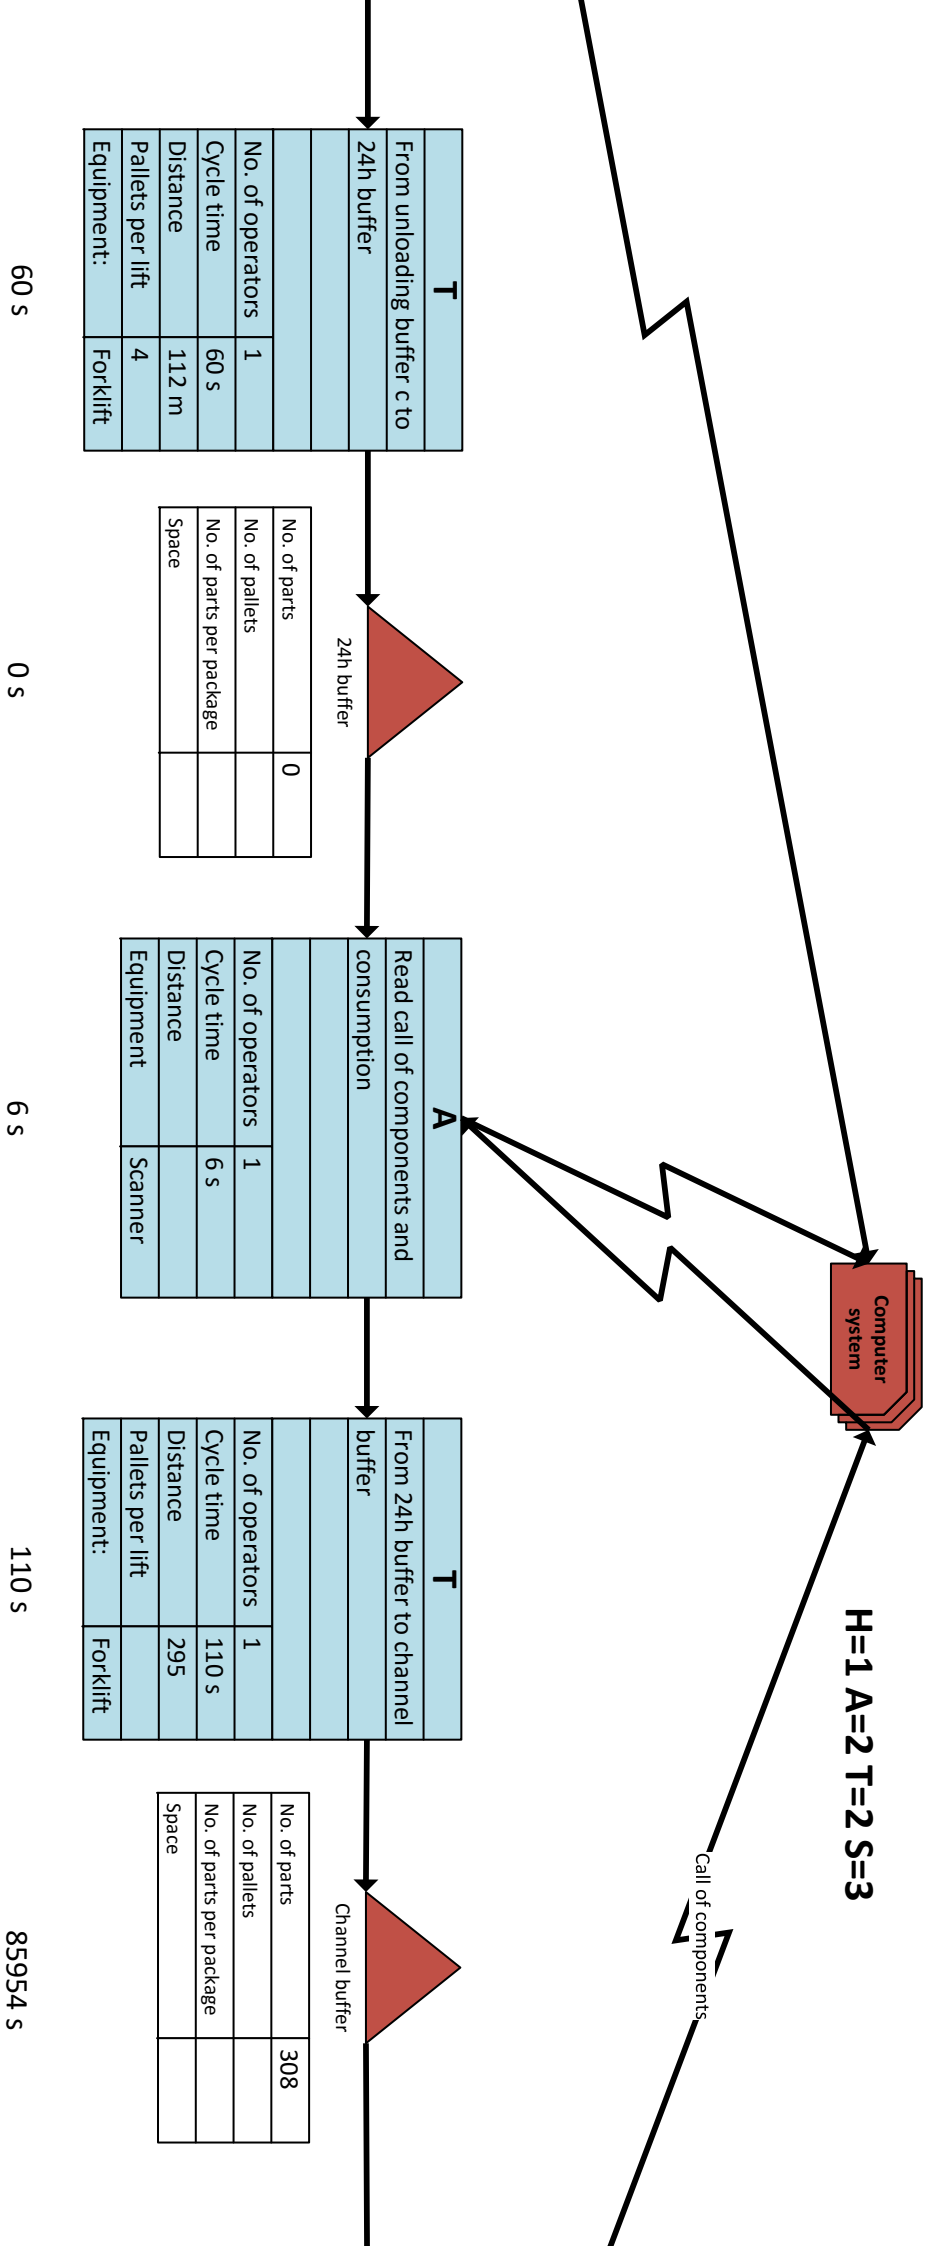 H=1 A=2 T=2 S=3
Computer
system
Call of components
T
From unloading buffer c to
24h buffer
No. of operators 1
Cycle time 60 s
Distance 112 m
Pallets per lift 4
Equipment: Forklift
24h buffer
No. of parts 0
No. of pallets
No. of parts per package
Space
A
Read call of components and
consumption
No. of operators 1
Cycle time 6 s
Distance
Equipment Scanner
T
From 24h buffer to channel
buffer
No. of operators 1
Cycle time 110 s
Distance 295
Pallets per lift
Equipment: Forklift
Channel buffer
No. of parts 308
No. of pallets
No. of parts per package
Space
60 s
0 s
6 s
110 s
85954 s